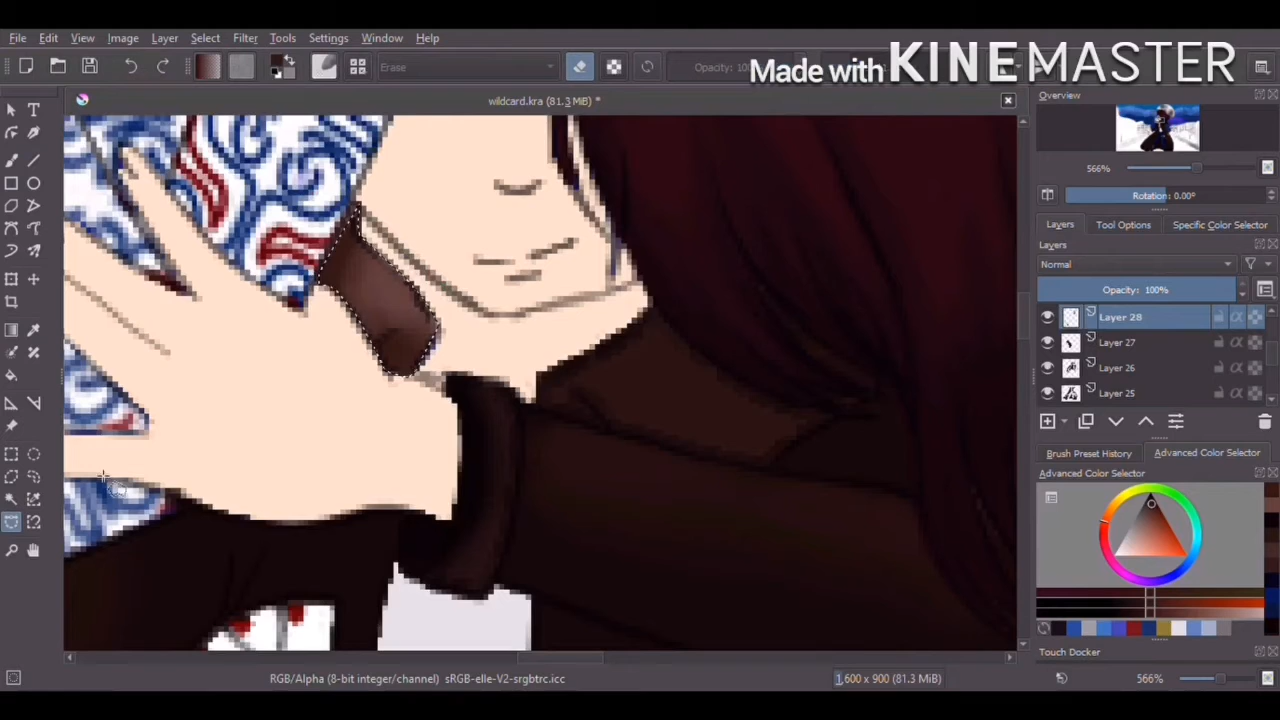 File Edit View Image Layer Select Filter Tools Settings Window Help
Made with KINEMASTER
Erase
Opacity: 10
wildcard.kra (81.3 MiB) *
Overview
566%
Rotation: 0.00°
Layers Tool Options Specific Color Selector
Layers
Normal
Opacity: 100%
Layer 28
Layer 27
Layer 26
Layer 25
Brush Preset History Advanced Color Selector
Advanced Color Selector
Touch Docker
RGB/Alpha (8-bit integer/channel) sRGB-elle-V2-srgbtrc.icc
1,600 x 900 (81.3 MiB)
566%